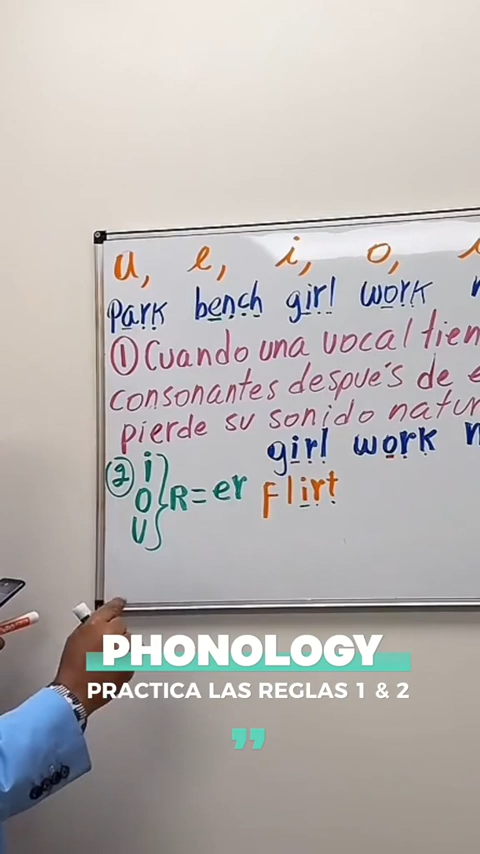 a, e, i, o,
Park bench girl work
① Cuando una vocal tien
consonantes despue's de e
pierde su sonido natur
girl work
② i
O } R=er Flirt
U
PHONOLOGY
PRACTICA LAS REGLAS 1 & 2
"